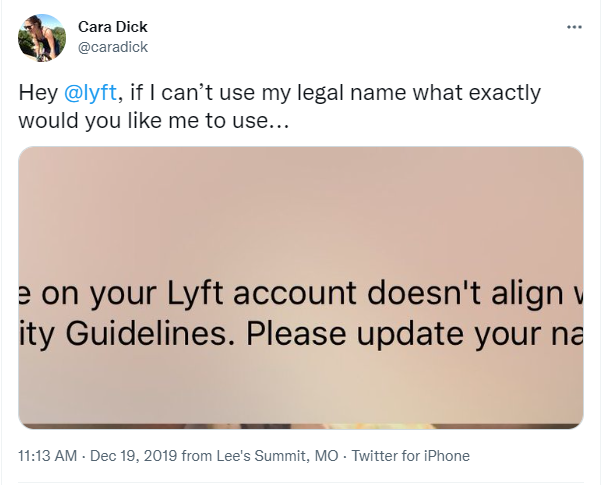 Cara Dick
@caradick
Hey @lyft, if I can’t use my legal name what exactly
would you like me to use...
e on your Lyft account doesn't align w
ity Guidelines. Please update your na
11:13 AM · Dec 19, 2019 from Lee's Summit, MO · Twitter for iPhone